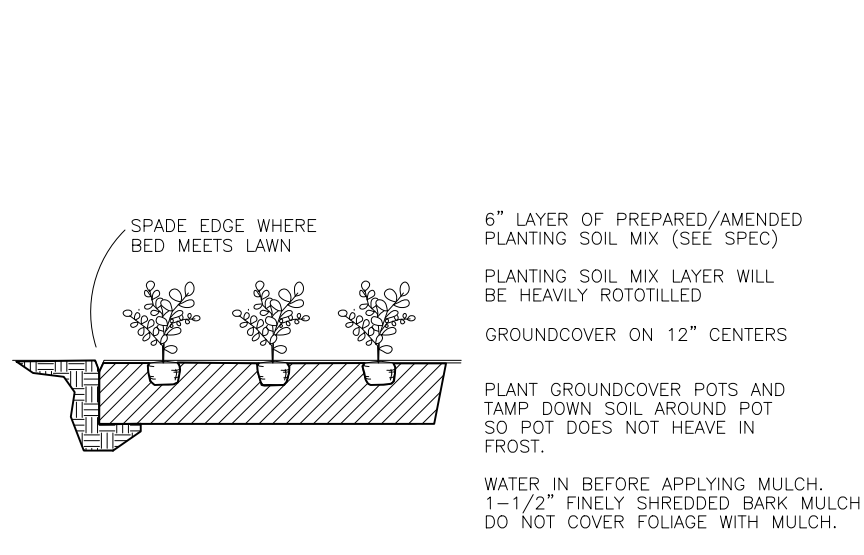 SPADE EDGE WHERE
BED MEETS LAWN
6” LAYER OF PREPARED/AMENDED
PLANTING SOIL MIX (SEE SPEC)
PLANTING SOIL MIX LAYER WILL
BE HEAVILY ROTOTILLED
GROUNDCOVER ON 12” CENTERS
PLANT GROUNDCOVER POTS AND
TAMP DOWN SOIL AROUND POT
SO POT DOES NOT HEAVE IN
FROST.
WATER IN BEFORE APPLYING MULCH.
1-1/2” FINELY SHREDDED BARK MULCH
DO NOT COVER FOLIAGE WITH MULCH.